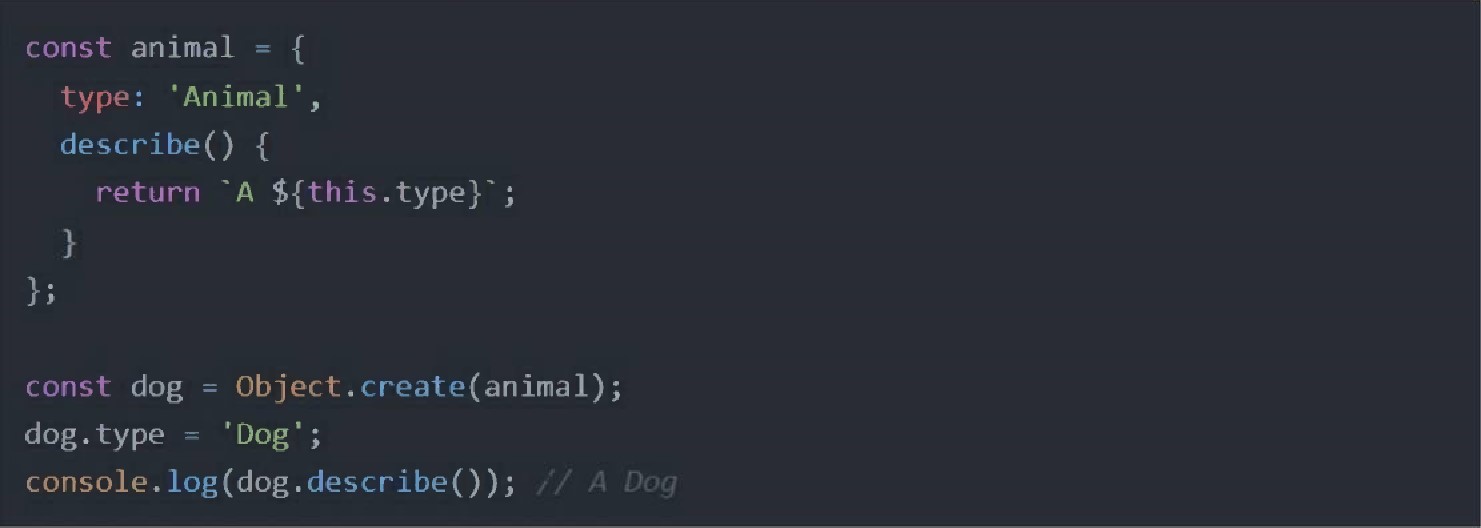 const animal = {
  type: 'Animal',
  describe() {
    return `A ${this.type}`;
  }
};

const dog = Object.create(animal);
dog.type = 'Dog';
console.log(dog.describe()); // A Dog